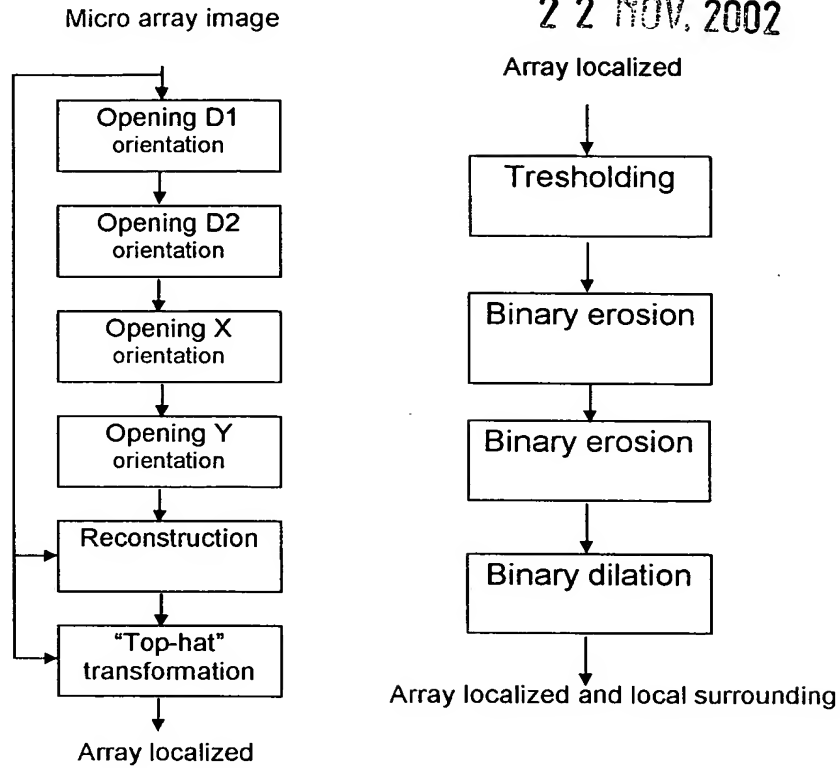 Micro array image
2 2 NOV. 2002
Opening D1
orientation
Opening D2
orientation
Opening X
orientation
Opening Y
orientation
Reconstruction
“Top-hat”
transformation
Array localized
Array localized
Tresholding
Binary erosion
Binary erosion
Binary dilation
Array localized and local surrounding